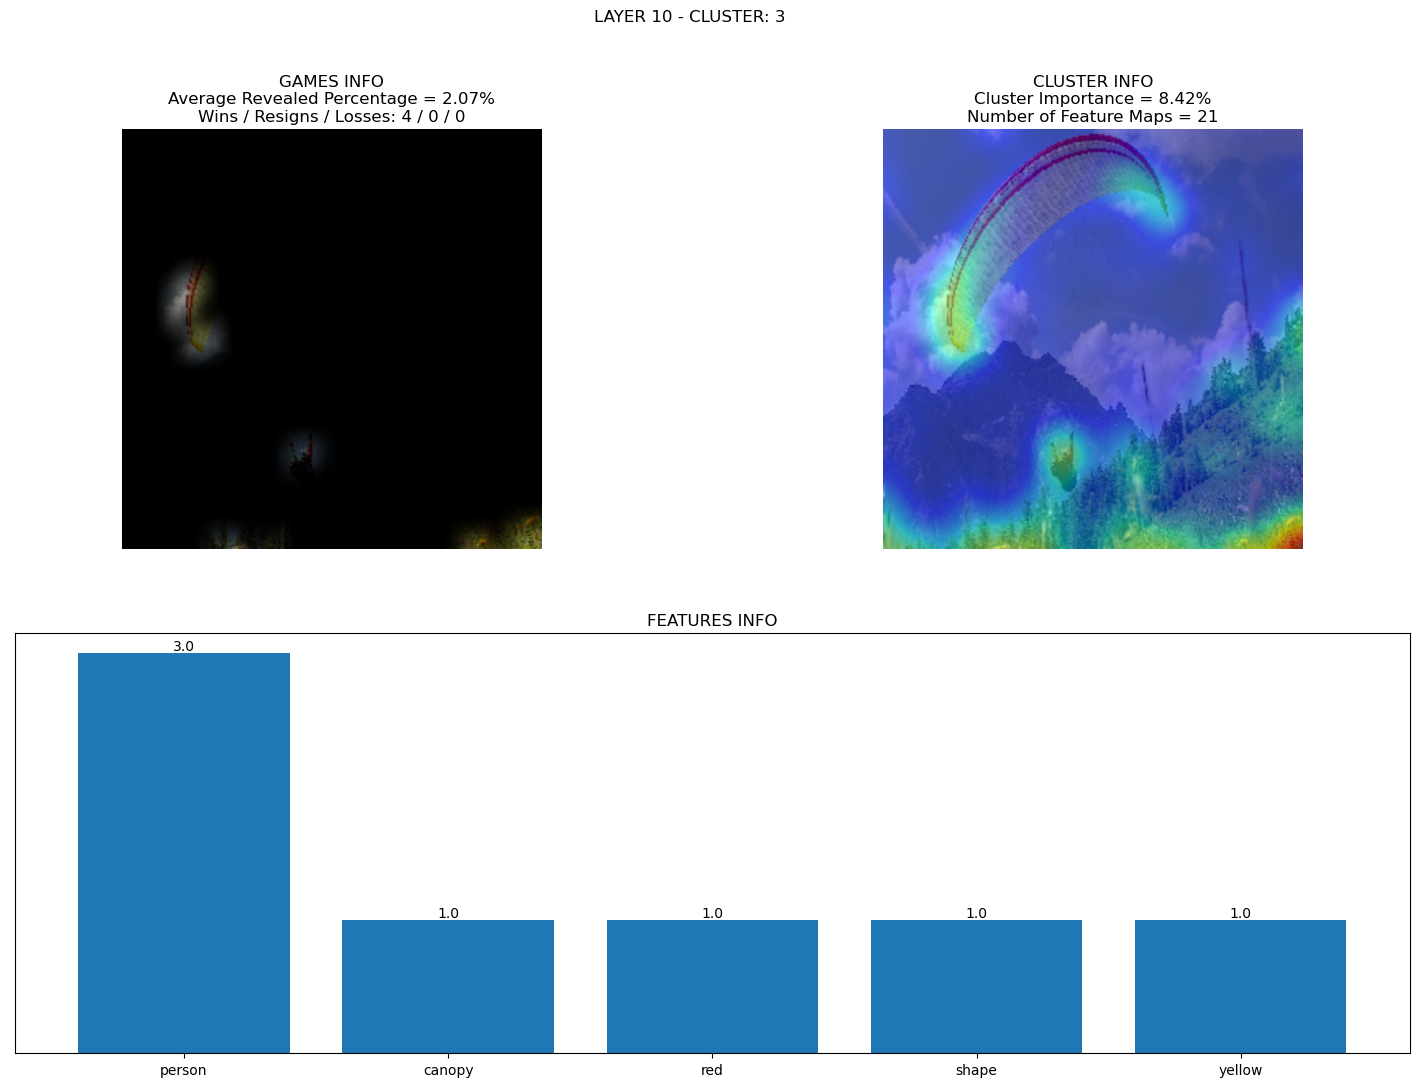 LAYER 10 - CLUSTER: 3
GAMES INFO
Average Revealed Percentage = 2.07%
Wins / Resigns / Losses: 4 / 0 / 0
CLUSTER INFO
Cluster Importance = 8.42%
Number of Feature Maps = 21
FEATURES INFO
3.0
1.0
1.0
1.0
1.0
person
canopy
red
shape
yellow